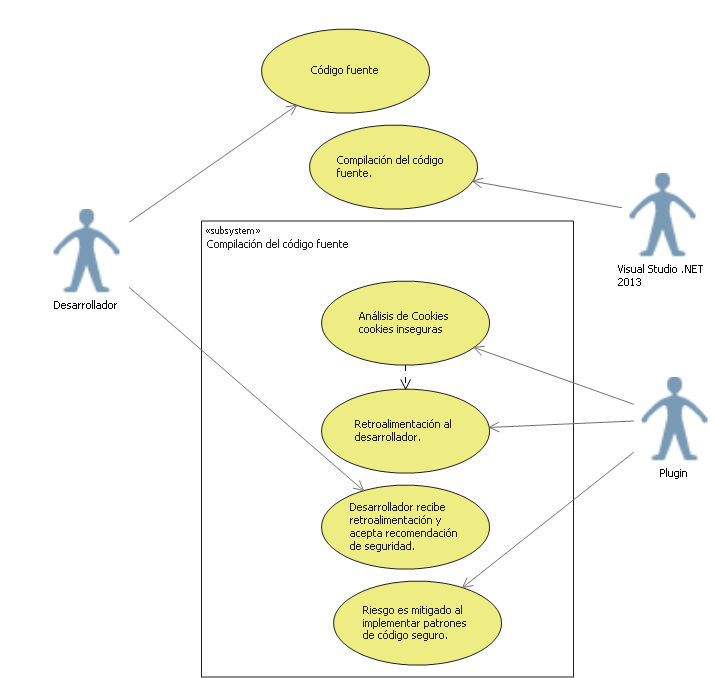 Código fuente
Compilación del código
fuente.
Desarrollador
Visual Studio .NET
2013
«subsystem»
Compilación del código fuente
Análisis de Cookies
cookies inseguras
Retroalimentación al
desarrollador.
Plugin
Desarrollador recibe
retroalimentación y
acepta recomendación
de seguridad.
Riesgo es mitigado al
implementar patrones
de código seguro.